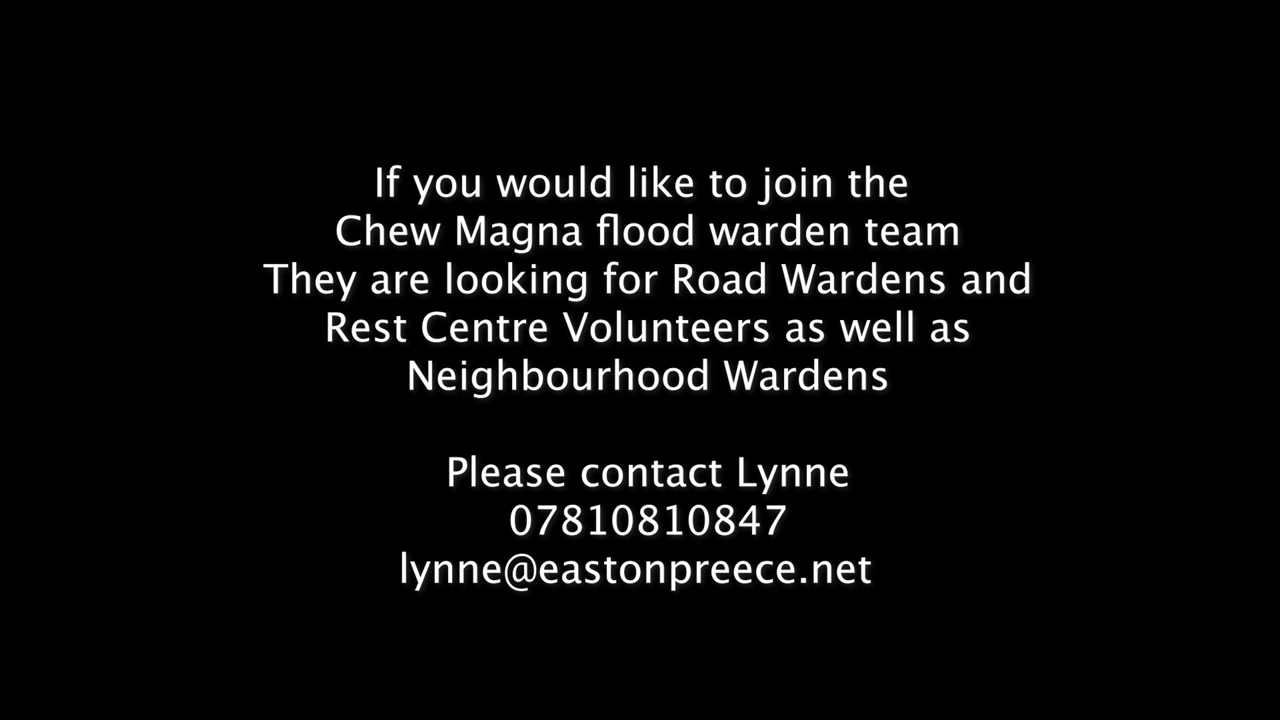 If you would like to join the
Chew Magna flood warden team
They are looking for Road Wardens and
Rest Centre Volunteers as well as
Neighbourhood Wardens
Please contact Lynne
07810810847
lynne@eastonpreece.net